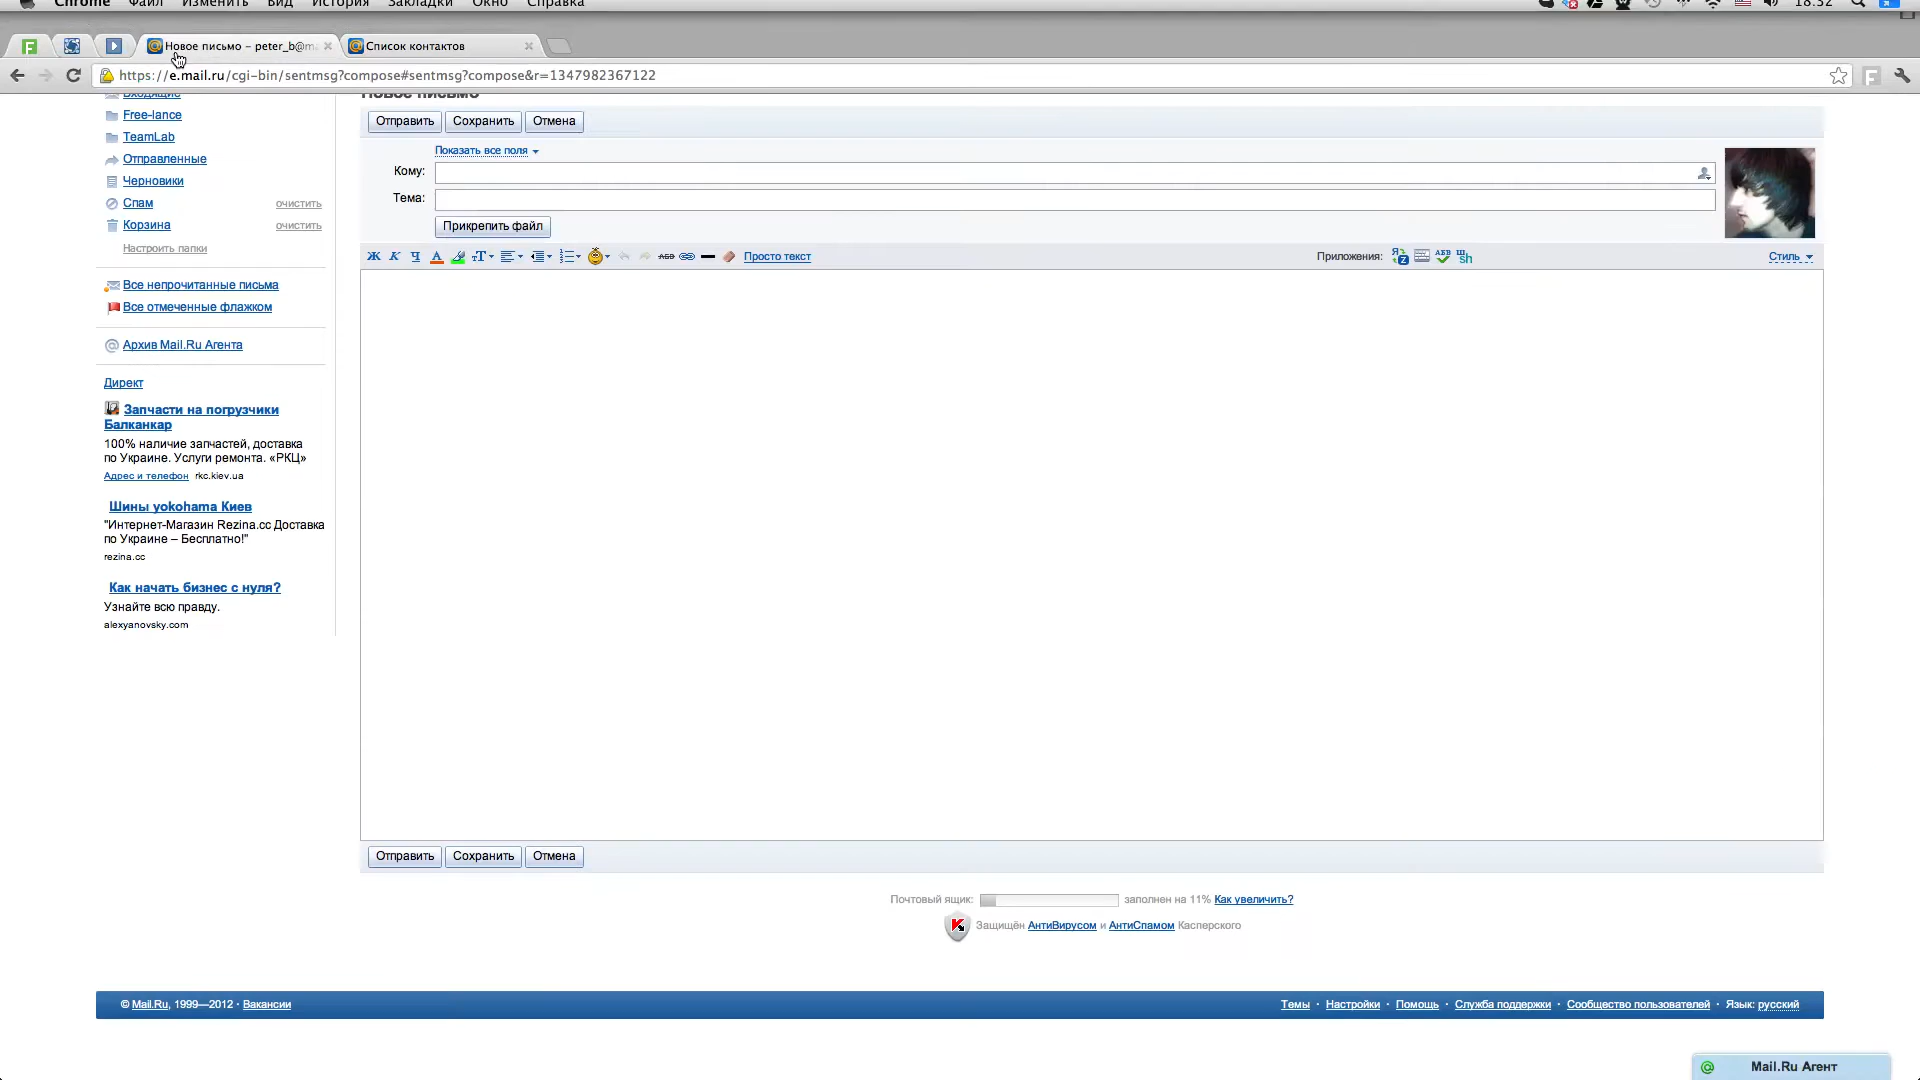 Chrome Файл Изменить Вид История Закладки Окно Справка 18:32
Новое письмо – peter_b@m
Список контактов
https://e.mail.ru/cgi-bin/sentmsg?compose#sentmsg?compose&r=1347982367122
Входящие
Новое письмо
Free-lance
Отправить Сохранить Отмена
TeamLab
Показать все поля
Отправленные
Кому:
Черновики
Тема:
Спам очистить
Корзина очистить
Прикрепить файл
Настроить папки
Ж К Ч Просто текст Приложения: Стиль
Все непрочитанные письма
Все отмеченные флажком
Архив Mail.Ru Агента
Директ
Запчасти на погрузчики
Балканкар
100% наличие запчастей, доставка
по Украине. Услуги ремонта. «РКЦ»
Адрес и телефон rkc.kiev.ua
Шины yokohama Киев
"Интернет-Магазин Rezina.cc Доставка
по Украине – Бесплатно!"
rezina.cc
Как начать бизнес с нуля?
Узнайте всю правду.
alexyanovsky.com
Отправить Сохранить Отмена
Почтовый ящик: заполнен на 11% Как увеличить?
Защищён АнтиВирусом и АнтиСпамом Касперского
© Mail.Ru, 1999—2012 · Вакансии
Темы · Настройки · Помощь · Служба поддержки · Сообщество пользователей · Язык: русский
Mail.Ru Агент